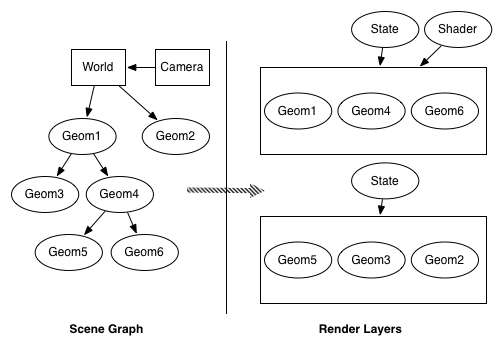 State
Shader
World
Camera
Geom1
Geom4
Geom6
Geom1
Geom2
State
Geom3
Geom4
Geom5
Geom6
Geom5
Geom3
Geom2
Scene Graph
Render Layers